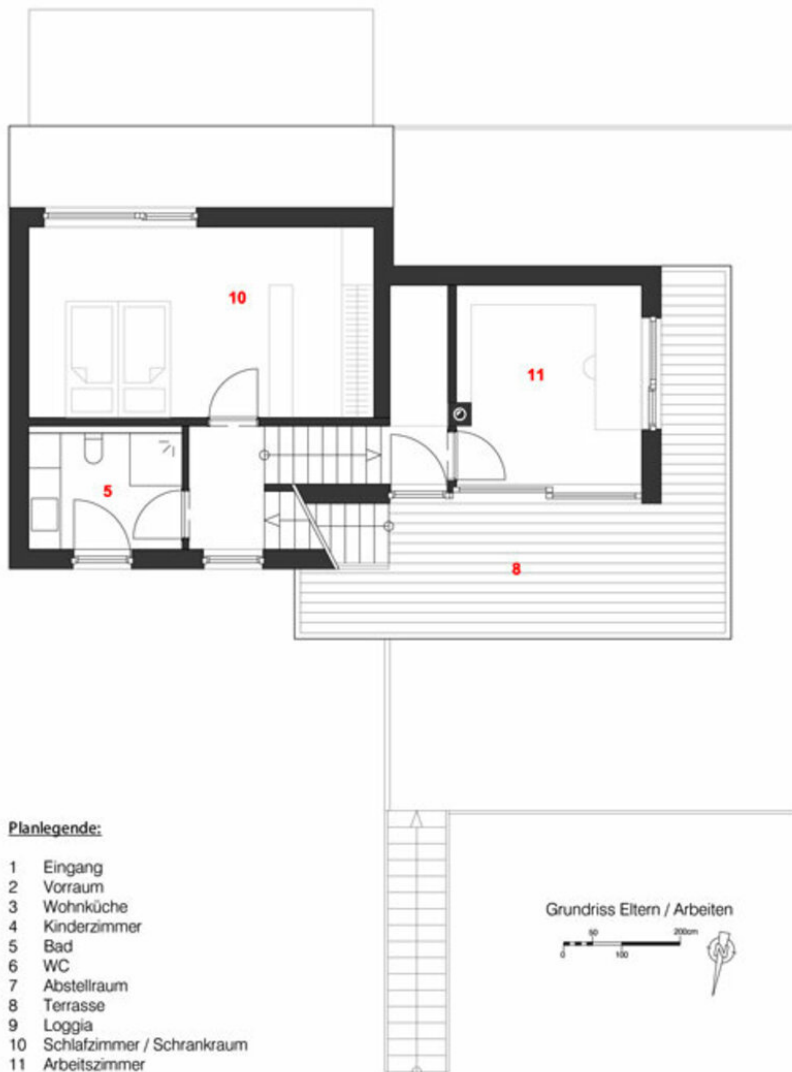 10
11
5
8
Planlegende:
1 Eingang
2 Vorraum
3 Wohnküche
4 Kinderzimmer
5 Bad
6 WC
7 Abstellraum
8 Terrasse
9 Loggia
10 Schlafzimmer / Schrankraum
11 Arbeitszimmer
Grundriss Eltern / Arbeiten
50 200cm
0 100
N